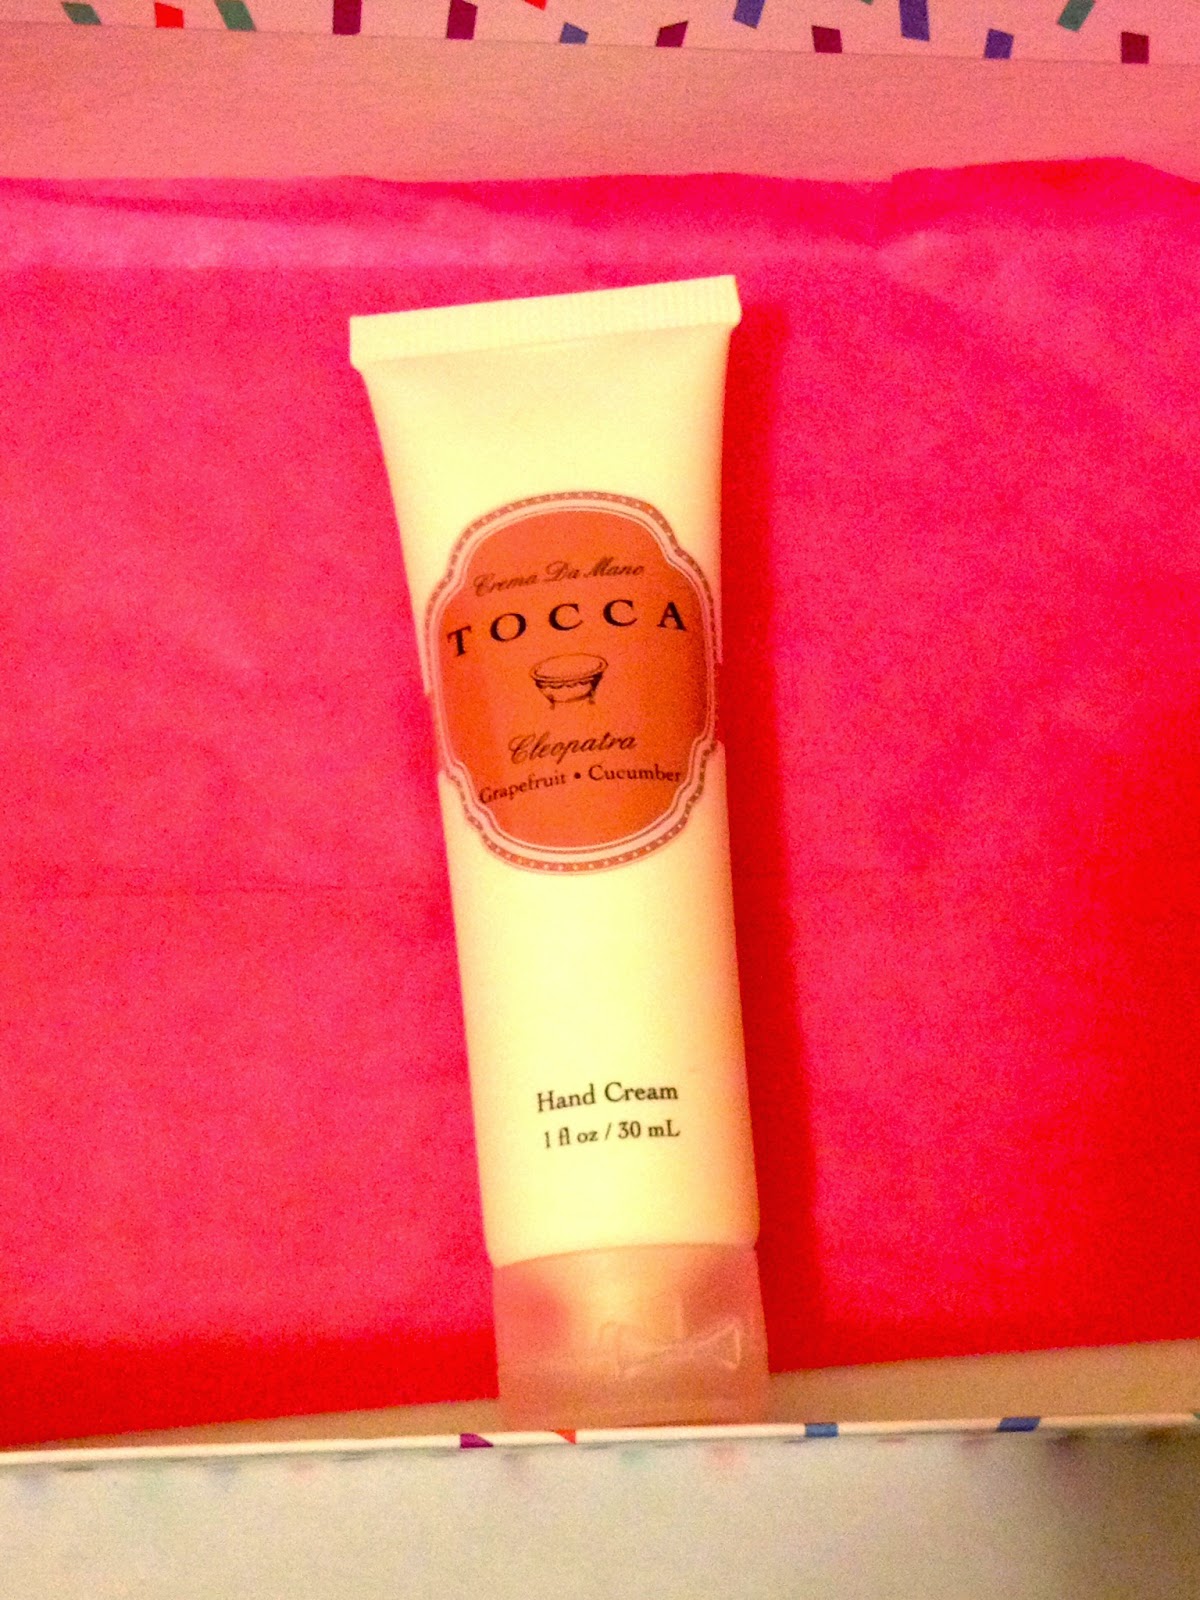 Crema Da Mano
TOCCA
Cleopatra
Grapefruit • Cucumber
Hand Cream
1 fl oz / 30 mL